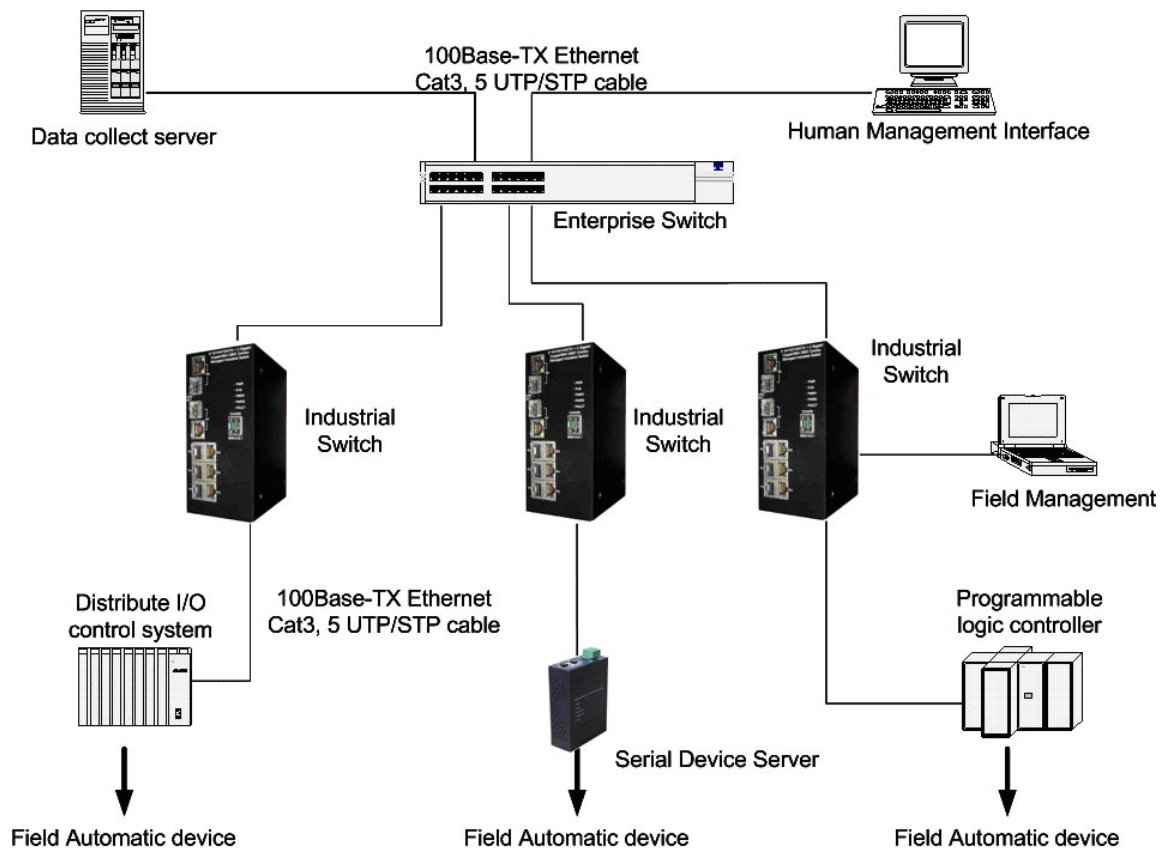 100Base-TX Ethernet
Cat3, 5 UTP/STP cable
Data collect server
Human Management Interface
Enterprise Switch
Industrial
Switch
Industrial
Switch
Industrial
Switch
Field Management
Distribute I/O
control system
100Base-TX Ethernet
Cat3, 5 UTP/STP cable
Programmable
logic controller
Serial Device Server
Field Automatic device
Field Automatic device
Field Automatic device